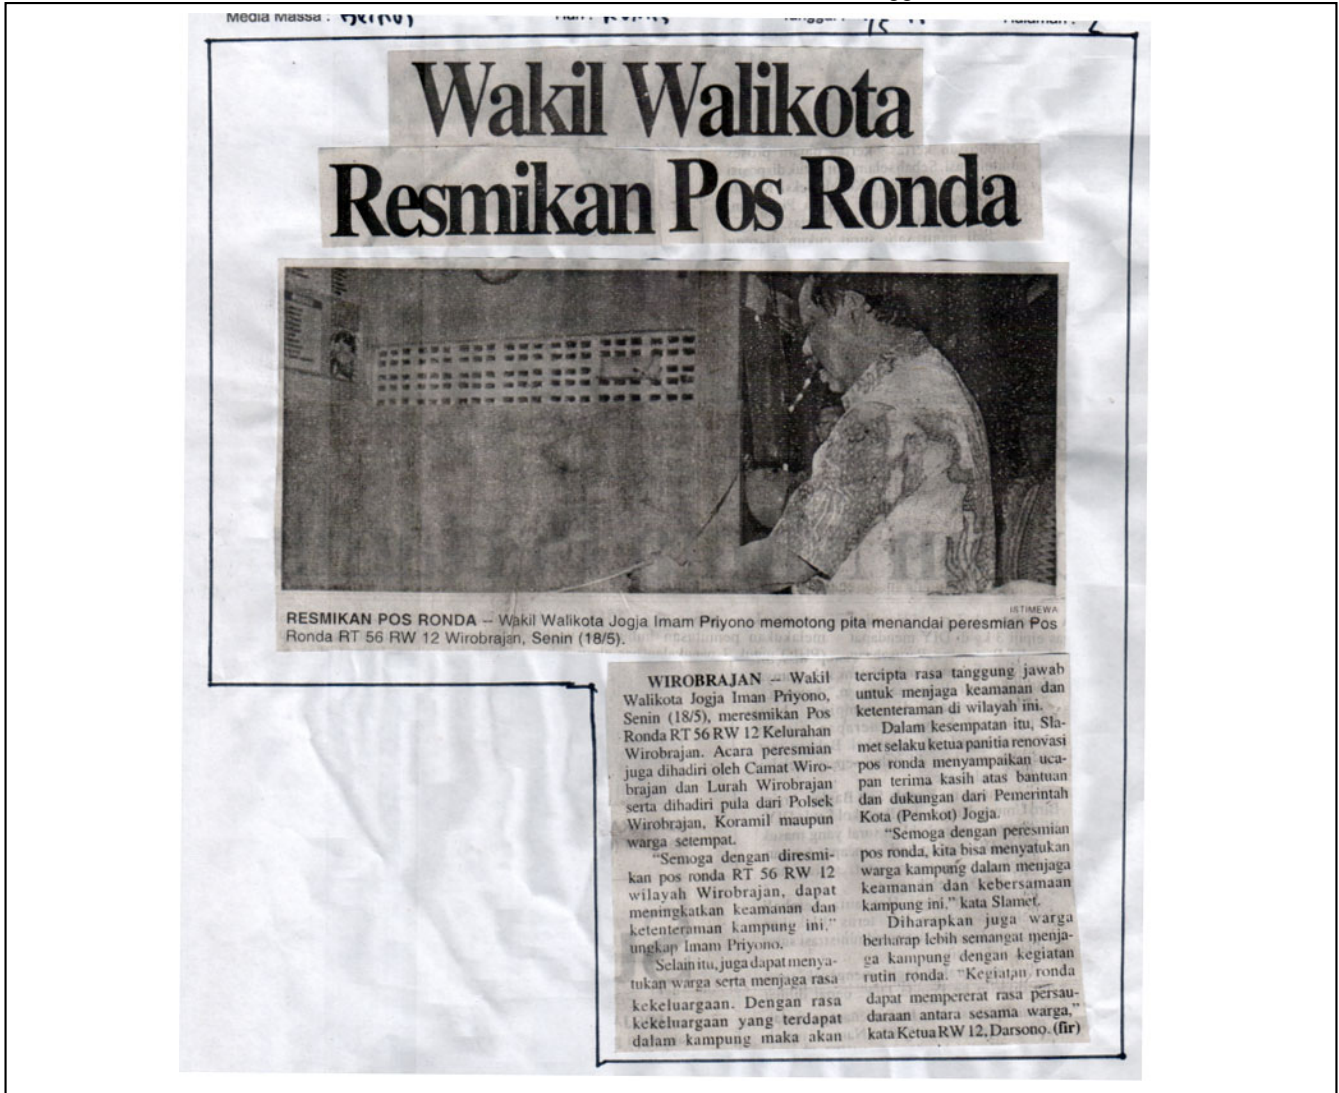 Media Massa :
Wakil Walikota
Resmikan Pos Ronda
ISTIMEWA
RESMIKAN POS RONDA – Wakil Walikota Jogja Imam Priyono memotong pita menandai peresmian Pos
Ronda RT 56 RW 12 Wirobrajan, Senin (18/5).
WIROBRAJAN – Wakil
Walikota Jogja Iman Priyono,
Senin (18/5), meresmikan Pos
Ronda RT 56 RW 12 Kelurahan
Wirobrajan. Acara peresmian
juga dihadiri oleh Camat Wiro-
brajan dan Lurah Wirobrajan
serta dihadiri pula dari Polsek
Wirobrajan, Koramil maupun
warga setempat.
"Semoga dengan diresmi-
kan pos ronda RT 56 RW 12
wilayah Wirobrajan, dapat
meningkatkan keamanan dan
ketenteraman kampung ini,"
ungkap Imam Priyono.
Selain itu, juga dapat menya-
tukan warga serta menjaga rasa
kekeluargaan. Dengan rasa
kekeluargaan yang terdapat
dalam kampung maka akan
tercipta rasa tanggung jawab
untuk menjaga keamanan dan
ketenteraman di wilayah ini.
Dalam kesempatan itu, Sla-
met selaku ketua panitia renovasi
pos ronda menyampaikan uca-
pan terima kasih atas bantuan
dan dukungan dari Pemerintah
Kota (Pemkot) Jogja.
"Semoga dengan peresmian
pos ronda, kita bisa menyatukan
warga kampung dalam menjaga
keamanan dan kebersamaan
kampung ini," kata Slamet.
Diharapkan juga warga
berharap lebih semangat menja-
ga kampung dengan kegiatan
rutin ronda. "Kegiatan ronda
dapat mempererat rasa persau-
daraan antara sesama warga,"
kata Ketua RW 12, Darsono. (fir)